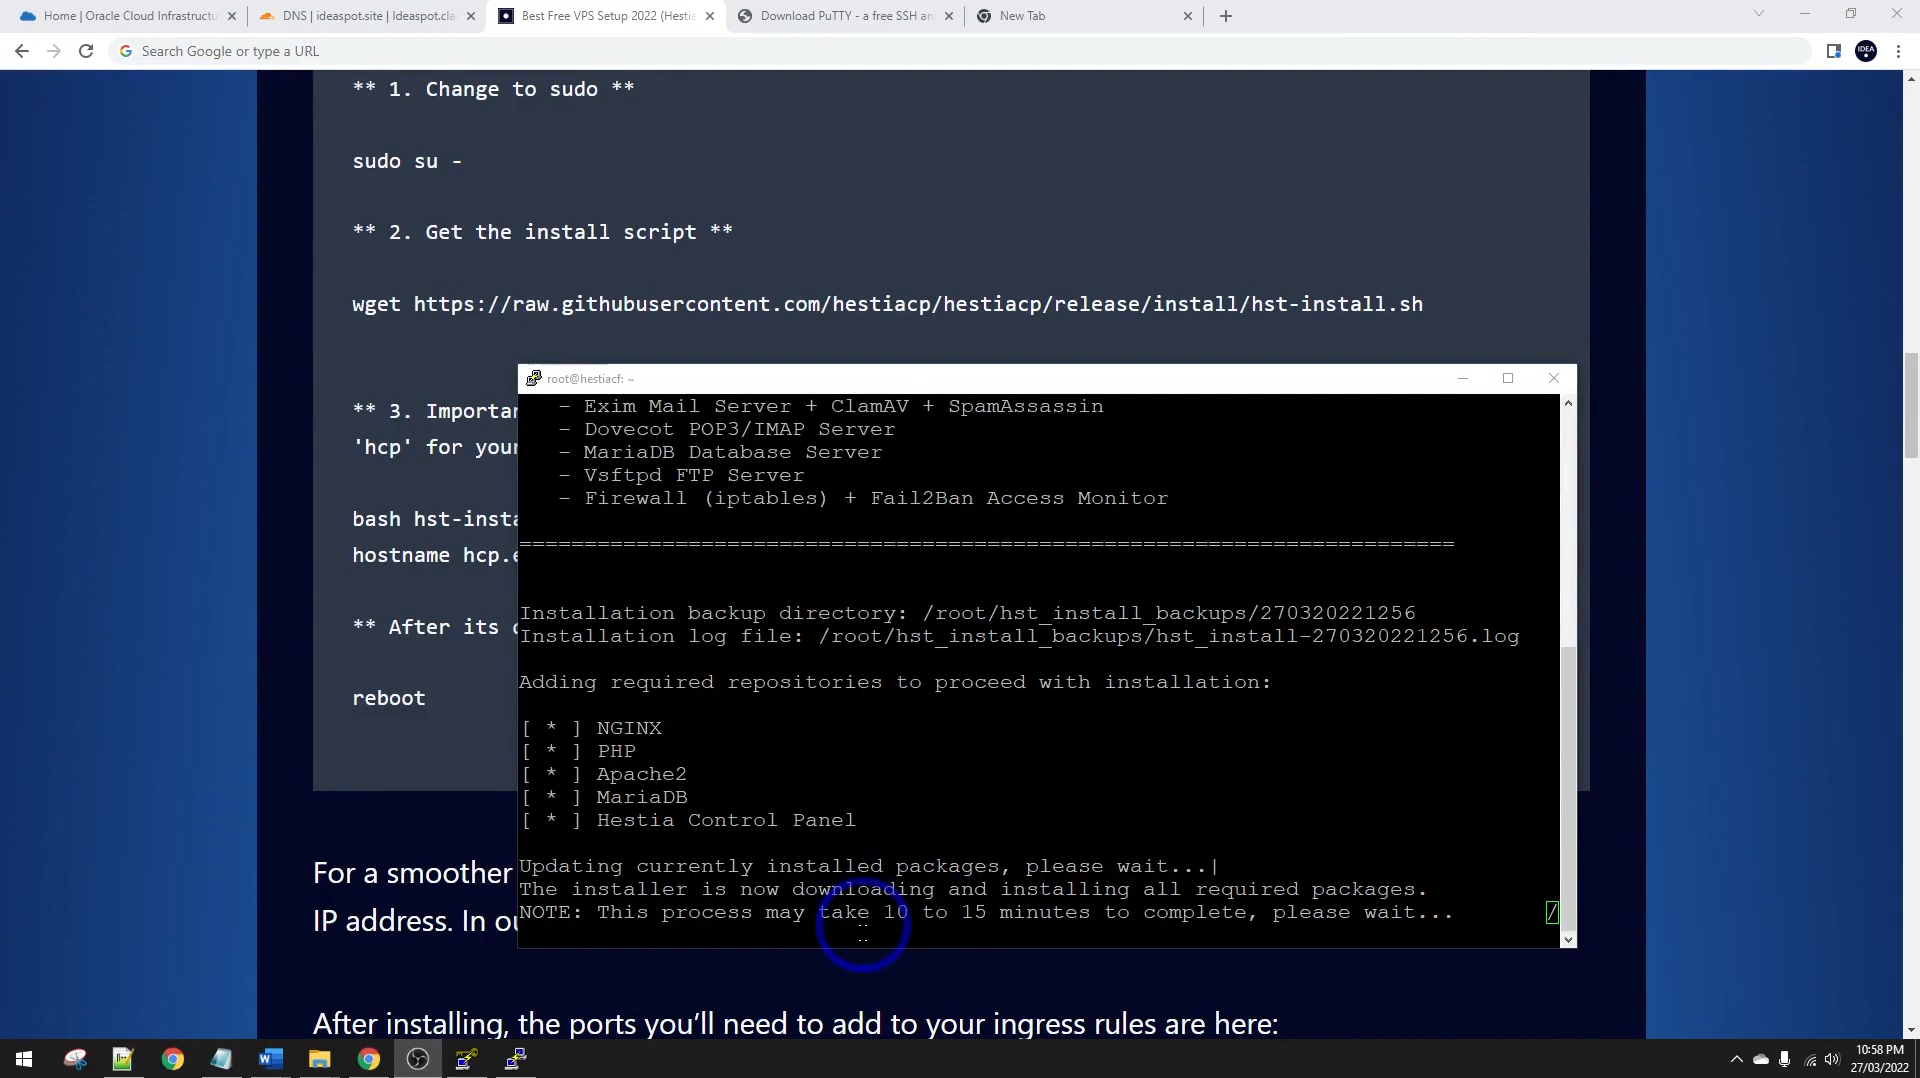 Home | Oracle Cloud Infrastructu
DNS | ideaspot.site | Ideaspot.cla
Best Free VPS Setup 2022 (Hestia
Download PuTTY - a free SSH an
New Tab
Search Google or type a URL
IDEA
** 1. Change to sudo **
sudo su -
** 2. Get the install script **
wget https://raw.githubusercontent.com/hestiacp/hestiacp/release/install/hst-install.sh
** 3. Importan
'hcp' for your
bash hst-insta
hostname hcp.e
** After its
reboot
root@hestiacf: ~
- Exim Mail Server + ClamAV + SpamAssassin
- Dovecot POP3/IMAP Server
- MariaDB Database Server
- Vsftpd FTP Server
- Firewall (iptables) + Fail2Ban Access Monitor
========================================================================
Installation backup directory: /root/hst_install_backups/270320221256
Installation log file: /root/hst_install_backups/hst_install-270320221256.log
Adding required repositories to proceed with installation:
[ * ] NGINX
[ * ] PHP
[ * ] Apache2
[ * ] MariaDB
[ * ] Hestia Control Panel
Updating currently installed packages, please wait...|
The installer is now downloading and installing all required packages.
NOTE: This process may take 10 to 15 minutes to complete, please wait... /
For a smoother
IP address. In ou
After installing, the ports you'll need to add to your ingress rules are here:
10:58 PM
27/03/2022